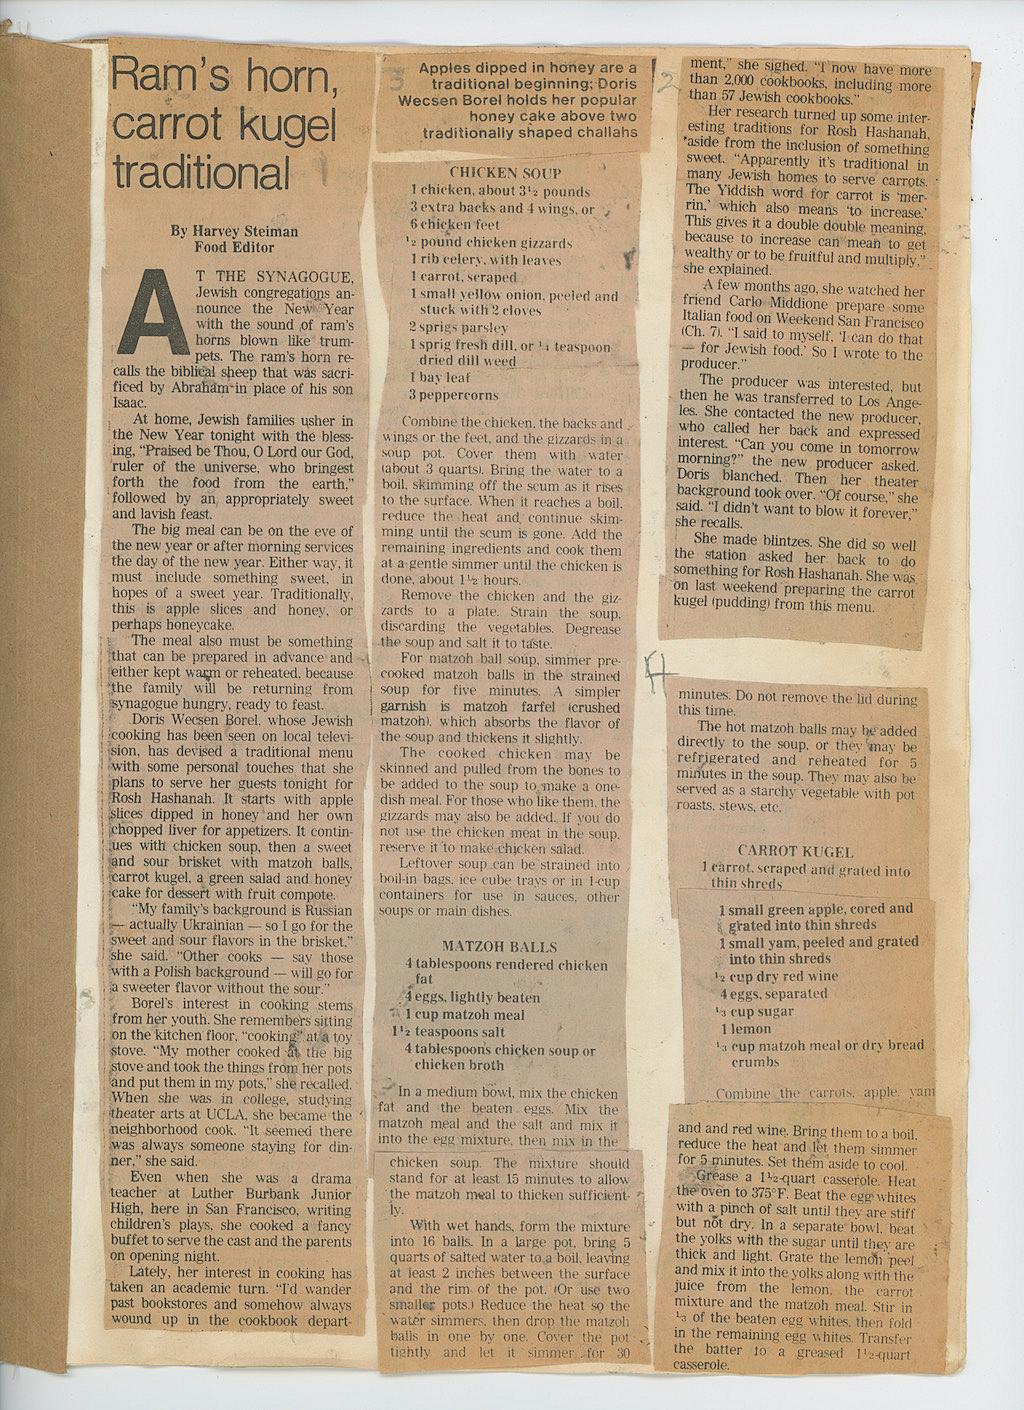 Ram's horn,
carrot kugel
traditional
1
By Harvey Steiman
Food Editor
AT THE SYNAGOGUE,
Jewish congregations an-
nounce the New Year
with the sound of ram's
horns blown like trum-
pets. The ram's horn re-
calls the biblical sheep that was sacri-
ficed by Abraham in place of his son
Isaac.
At home, Jewish families usher in
the New Year tonight with the bless-
ing, "Praised be Thou, O Lord our God,
ruler of the universe, who bringest
forth the food from the earth,"
followed by an appropriately sweet
and lavish feast.
The big meal can be on the eve of
the new year or after morning services
the day of the new year. Either way, it
must include something sweet, in
hopes of a sweet year. Traditionally,
this is apple slices and honey, or
perhaps honeycake.
The meal also must be something
that can be prepared in advance and
either kept warm or reheated, because
the family will be returning from
synagogue hungry, ready to feast.
Doris Wecsen Borel, whose Jewish
cooking has been seen on local televi-
sion, has devised a traditional menu
with some personal touches that she
plans to serve her guests tonight for
Rosh Hashanah. It starts with apple
slices dipped in honey and her own
chopped liver for appetizers. It contin-
ues with chicken soup, then a sweet
and sour brisket with matzoh balls,
carrot kugel, a green salad and honey
cake for dessert with fruit compote.
"My family's background is Russian
— actually Ukrainian — so I go for the
sweet and sour flavors in the brisket,"
she said. "Other cooks — say those
with a Polish background — will go for
a sweeter flavor without the sour."
Borel's interest in cooking stems
from her youth. She remembers sitting
on the kitchen floor, "cooking" at a toy
stove. "My mother cooked at the big
stove and took the things from her pots
and put them in my pots," she recalled.
When she was in college, studying
theater arts at UCLA, she became the
neighborhood cook. "It seemed there
was always someone staying for din-
ner," she said.
Even when she was a drama
teacher at Luther Burbank Junior
High, here in San Francisco, writing
children's plays, she cooked a fancy
buffet to serve the cast and the parents
on opening night.
Lately, her interest in cooking has
taken an academic turn. "I'd wander
past bookstores and somehow always
wound up in the cookbook depart-
3
Apples dipped in honey are a
traditional beginning; Doris
Wecsen Borel holds her popular
honey cake above two
traditionally shaped challahs
CHICKEN SOUP
1 chicken, about 3½ pounds
3 extra backs and 4 wings, or
6 chicken feet
½ pound chicken gizzards
1 rib celery, with leaves
1 carrot, scraped
1 small yellow onion, peeled and
stuck with 2 cloves
2 sprigs parsley
1 sprig fresh dill, or ¼ teaspoon
dried dill weed
1 bay leaf
3 peppercorns
Combine the chicken, the backs and
wings or the feet, and the gizzards in a
soup pot. Cover them with water
(about 3 quarts). Bring the water to a
boil, skimming off the scum as it rises
to the surface. When it reaches a boil,
reduce the heat and continue skim-
ming until the scum is gone. Add the
remaining ingredients and cook them
at a gentle simmer until the chicken is
done, about 1½ hours.
Remove the chicken and the giz-
zards to a plate. Strain the soup,
discarding the vegetables. Degrease
the soup and salt it to taste.
For matzoh ball soup, simmer pre-
cooked matzoh balls in the strained
soup for five minutes. A simpler
garnish is matzoh farfel (crushed
matzoh), which absorbs the flavor of
the soup and thickens it slightly.
The cooked chicken may be
skinned and pulled from the bones to
be added to the soup to make a one-
dish meal. For those who like them, the
gizzards may also be added. If you do
not use the chicken meat in the soup,
reserve it to make chicken salad.
Leftover soup can be strained into
boil-in bags, ice cube trays or in 1-cup
containers for use in sauces, other
soups or main dishes.
MATZOH BALLS
4 tablespoons rendered chicken
fat
4 eggs, lightly beaten
1 cup matzoh meal
1½ teaspoons salt
4 tablespoons chicken soup or
chicken broth
In a medium bowl, mix the chicken
fat and the beaten eggs. Mix the
matzoh meal and the salt and mix it
into the egg mixture, then mix in the
chicken soup. The mixture should
stand for at least 15 minutes to allow
the matzoh meal to thicken sufficient-
ly.
With wet hands, form the mixture
into 16 balls. In a large pot, bring 5
quarts of salted water to a boil, leaving
at least 2 inches between the surface
and the rim of the pot. (Or use two
smaller pots.) Reduce the heat so the
water simmers, then drop the matzoh
balls in one by one. Cover the pot
tightly and let it simmer for 30
2
ment," she sighed. "I now have more
than 2,000 cookbooks, including more
than 57 Jewish cookbooks."
Her research turned up some inter-
esting traditions for Rosh Hashanah,
aside from the inclusion of something
sweet. "Apparently it's traditional in
many Jewish homes to serve carrots.
The Yiddish word for carrot is 'mer-
rin,' which also means 'to increase.'
This gives it a double double meaning,
because to increase can mean to get
wealthy or to be fruitful and multiply,"
she explained.
A few months ago, she watched her
friend Carlo Middione prepare some
Italian food on Weekend San Francisco
(Ch. 7). "I said to myself, 'I can do that
— for Jewish food.' So I wrote to the
producer."
The producer was interested, but
then he was transferred to Los Ange-
les. She contacted the new producer,
who called her back and expressed
interest. "Can you come in tomorrow
morning?" the new producer asked.
Doris blanched. Then her theater
background took over. "Of course," she
said. "I didn't want to blow it forever,"
she recalls.
She made blintzes. She did so well
the station asked her back to do
something for Rosh Hashanah. She was
on last weekend preparing the carrot
kugel (pudding) from this menu.
4
minutes. Do not remove the lid during
this time.
The hot matzoh balls may be added
directly to the soup, or they may be
refrigerated and reheated for 5
minutes in the soup. They may also be
served as a starchy vegetable with pot
roasts, stews, etc.
CARROT KUGEL
1 carrot, scraped and grated into
thin shreds
1 small green apple, cored and
grated into thin shreds
1 small yam, peeled and grated
into thin shreds
½ cup dry red wine
4 eggs, separated
⅓ cup sugar
1 lemon
⅓ cup matzoh meal or dry bread
crumbs
Combine the carrots, apple, yam
and and red wine. Bring them to a boil,
reduce the heat and let them simmer
for 5 minutes. Set them aside to cool.
Grease a 1½-quart casserole. Heat
the oven to 375°F. Beat the egg whites
with a pinch of salt until they are stiff
but not dry. In a separate bowl, beat
the yolks with the sugar until they are
thick and light. Grate the lemon peel
and mix it into the yolks along with the
juice from the lemon, the carrot
mixture and the matzoh meal. Stir in
⅓ of the beaten egg whites, then fold
in the remaining egg whites. Transfer
the batter to a greased 1½-quart
casserole.